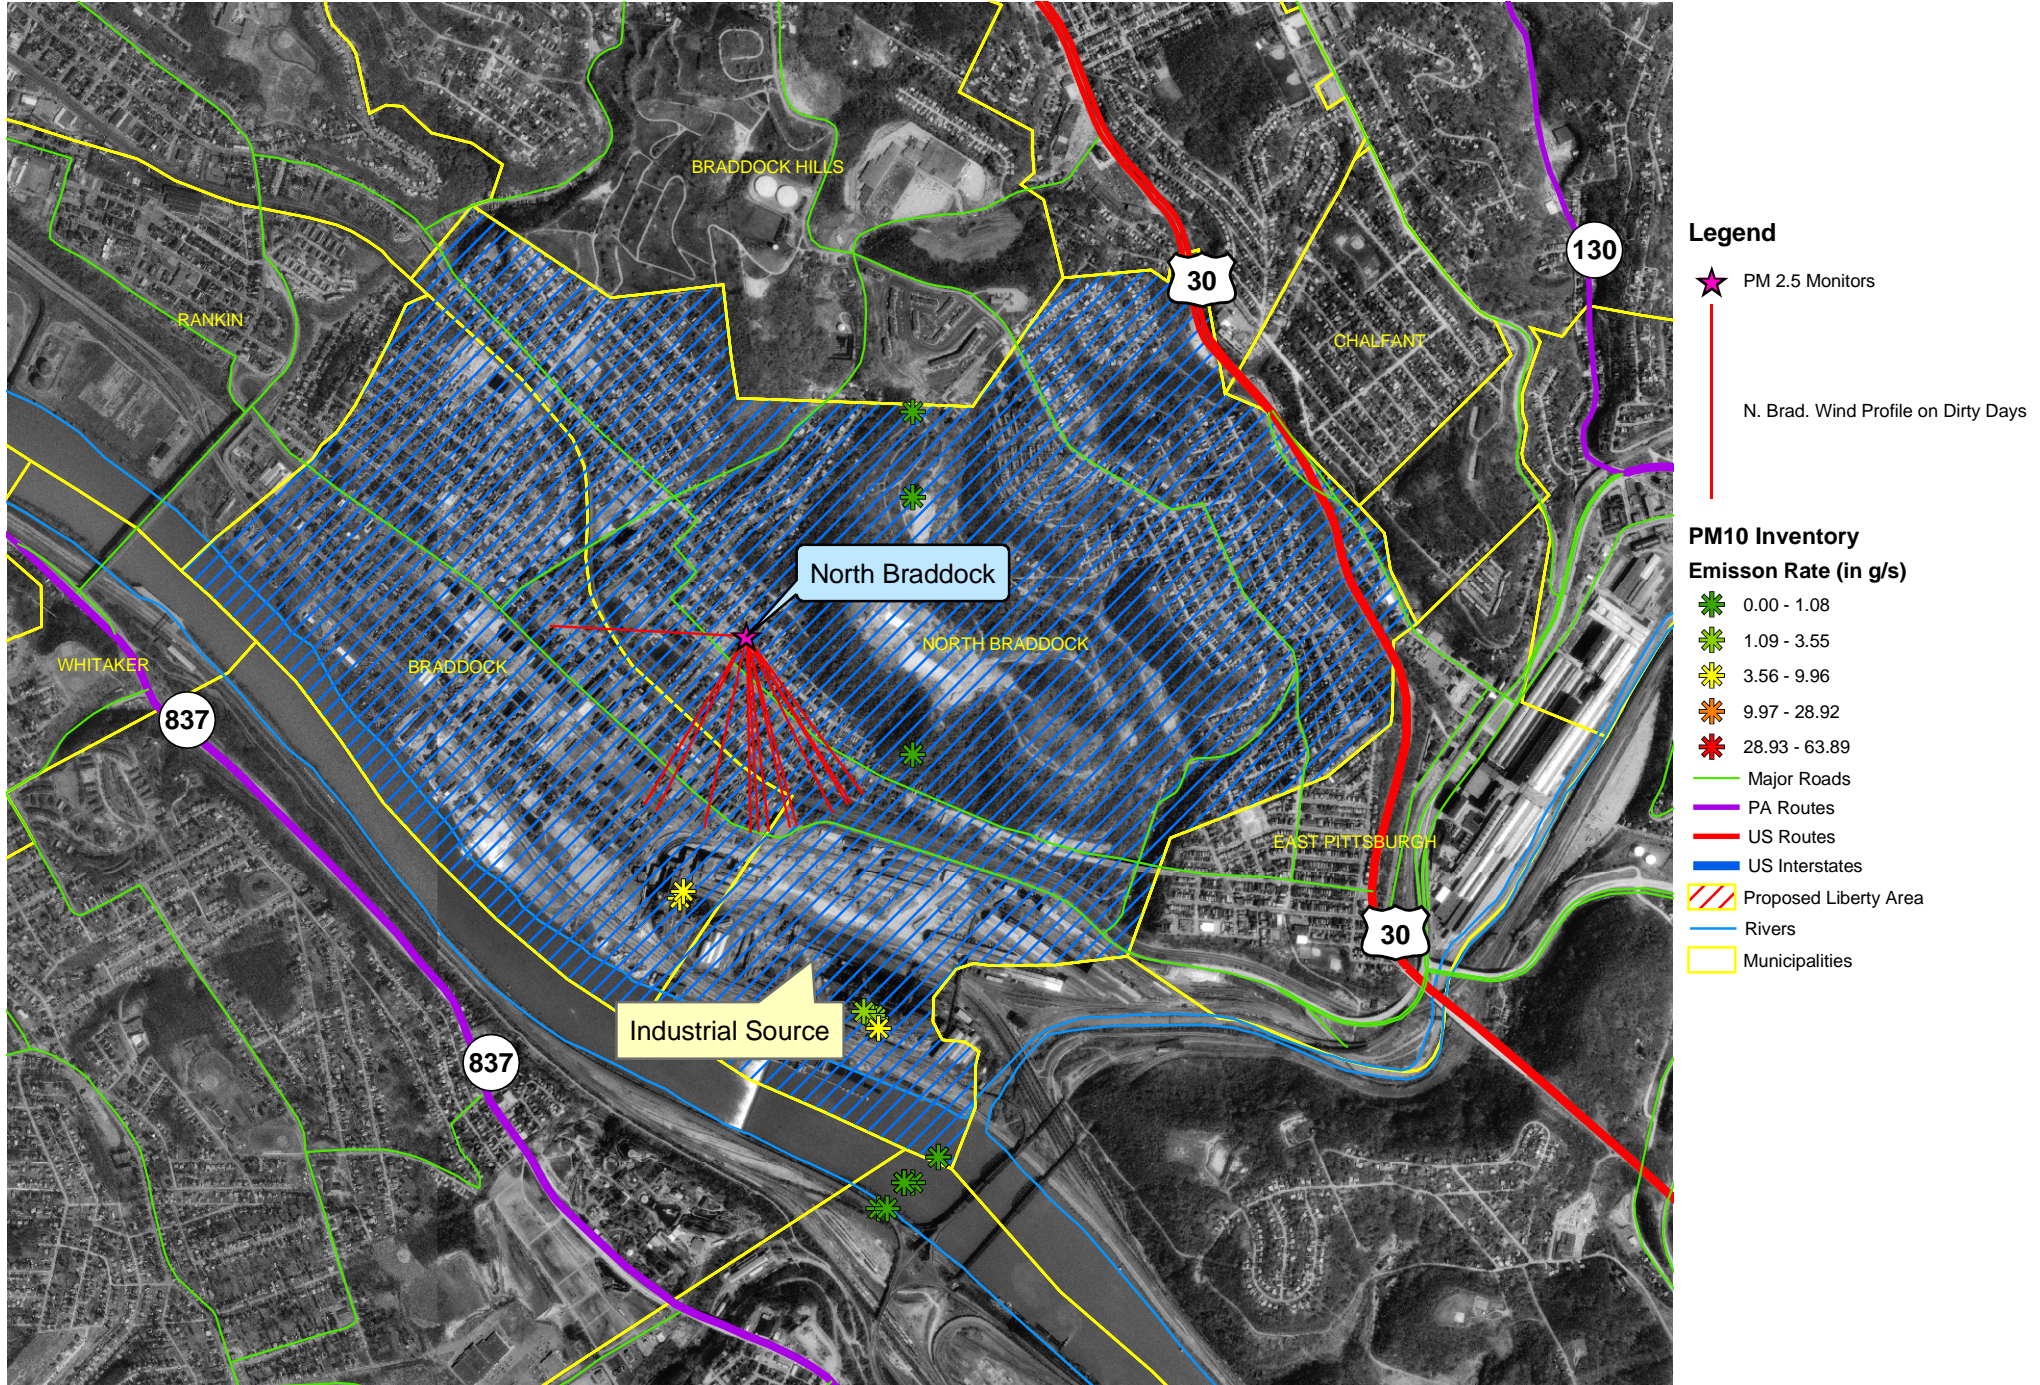 BRADDOCK HILLS
130
30
RANKIN
CHALFANT
North Braddock
NORTH BRADDOCK
WHITAKER
BRADDOCK
837
EAST PITTSBURGH
30
Industrial Source
837
Legend
PM 2.5 Monitors
N. Brad. Wind Profile on Dirty Days
PM10 Inventory
Emisson Rate (in g/s)
0.00 - 1.08
1.09 - 3.55
3.56 - 9.96
9.97 - 28.92
28.93 - 63.89
Major Roads
PA Routes
US Routes
US Interstates
Proposed Liberty Area
Rivers
Municipalities